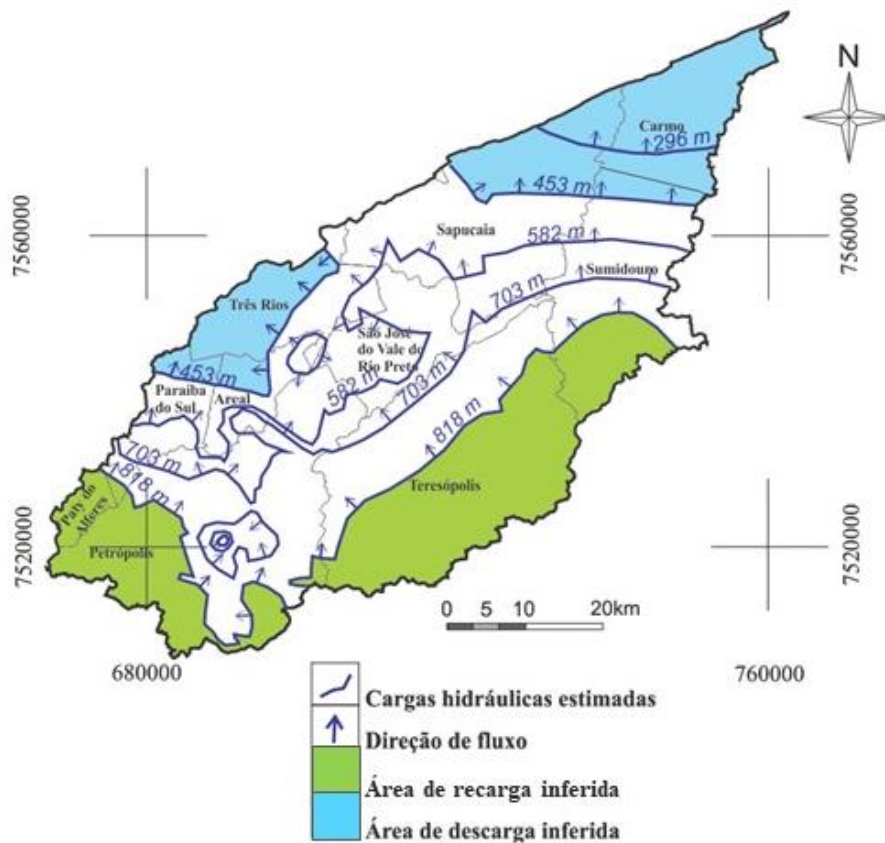 N
Carmo
296 m
453 m
7560000
7560000
Sapucaia
582 m
Sumidouro
703 m
Três Rios
São José
do Vale do
Rio Preto
453 m
Paraíba
do Sul
Areal
582 m
703 m
818 m
703 m
818 m
Teresópolis
Paty do
Alferes
Petrópolis
7520000
7520000
0 5 10 20km
680000
760000
Cargas hidráulicas estimadas
Direção de fluxo
Área de recarga inferida
Área de descarga inferida